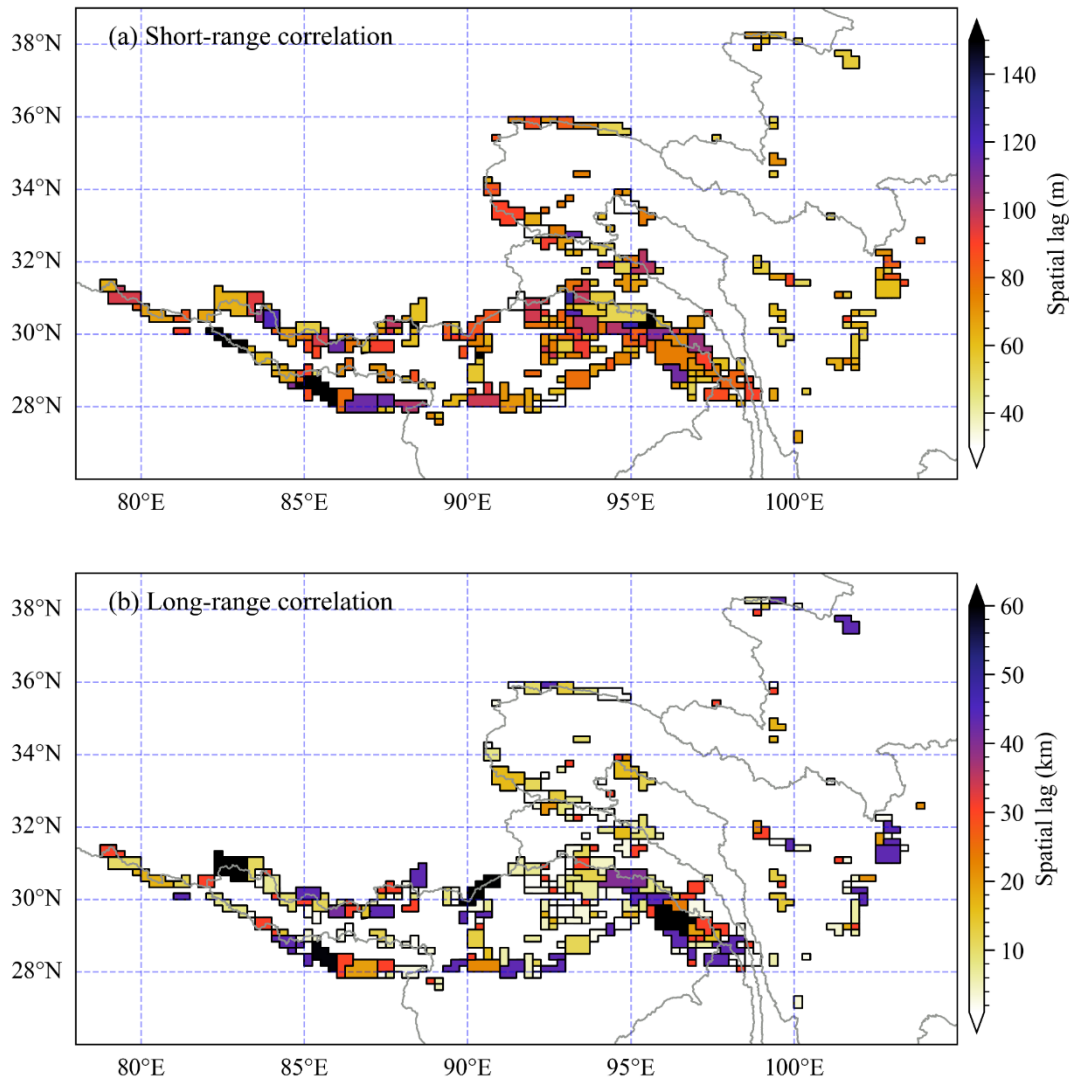 (a) Short-range correlation
38°N
36°N
34°N
32°N
30°N
28°N
80°E
85°E
90°E
95°E
100°E
140
120
100
80
60
40
Spatial lag (m)
(b) Long-range correlation
38°N
36°N
34°N
32°N
30°N
28°N
80°E
85°E
90°E
95°E
100°E
60
50
40
30
20
10
Spatial lag (km)